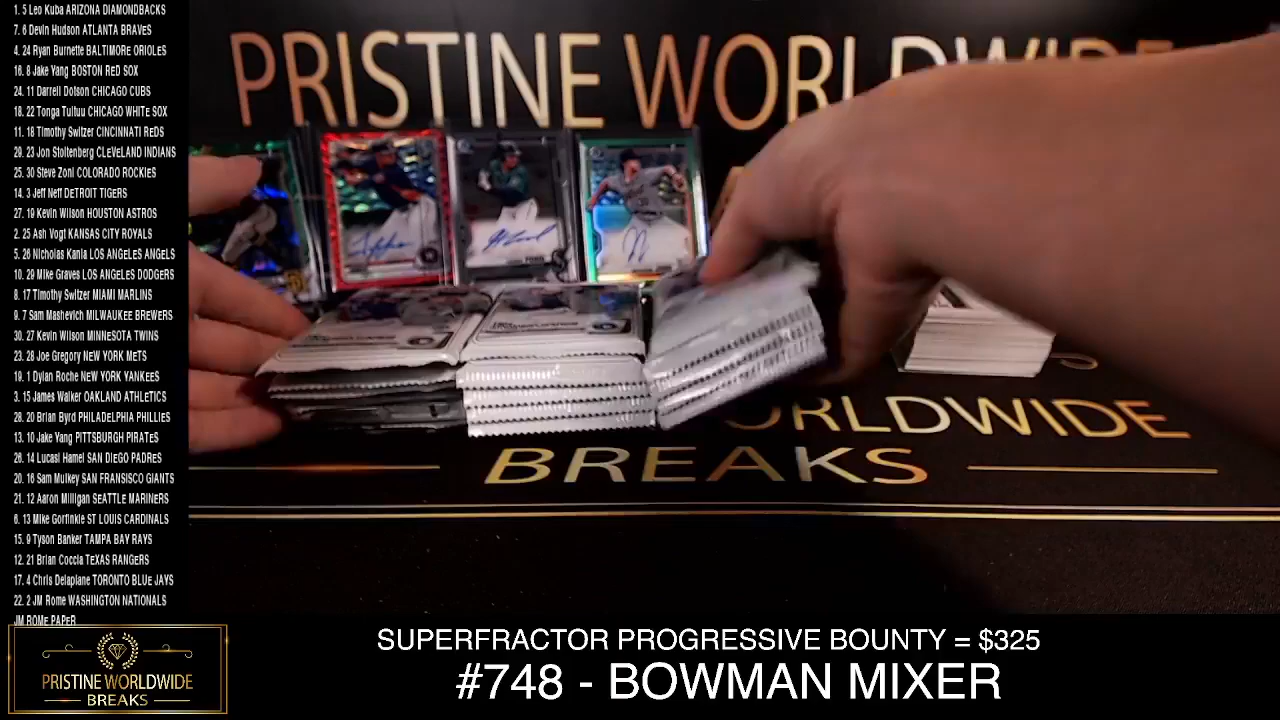 1. 5 Leo Kuba ARIZONA DIAMONDBACKS
7. 6 Devin Hudson ATLANTA BRAVeS
4. 24 Ryan Burnette BALTIMORE ORIOLES
16. 8 Jake Yang BOSTON ReD SOX
24. 11 Darrell Dotson CHICAGO CUBS
18. 22 Tonga Tuituu CHICAGO WHITe SOX
11. 18 Timothy Switzer CINCINNATI ReDS
29. 23 Jon Stoltenberg CLeVeLAND INDIANS
25. 30 Steve Zoni COLORADO ROCKIeS
14. 3 Jeff Neff DETROIT TIGERS
27. 19 Kevin Wilson HOUSTON ASTROS
2. 25 Ash Vogt KANSAS CITY ROYALS
5. 26 Nicholas Kania LOS ANGELES ANGELS
10. 29 Mike Graves LOS ANGELES DODGERS
8. 17 Timothy Switzer MIAMI MARLINS
9. 7 Sam Mashevich MILWAUKEE BReWERS
30. 27 Kevin Wilson MINNeSOTA TWINS
23. 28 Joe Gregory NEW YORK METS
19. 1 Dylan Roche NeW YORK YANKeeS
3. 15 James Walker OAKLAND AThLETICS
28. 20 Brian Byrd PHILADELPHIA PHILLIES
13. 10 Jake Yang PITTSBURGH PIRATeS
26. 14 Lucasi Hamel SAN DIeGO PADRES
20. 16 Sam Mulkey SAN FRANSISCO GIANTS
21. 12 Aaron Milligan SEATTLE MARINERS
6. 13 Mike Gorfinkle ST LOUIS CARDINALS
15. 9 Tyson Banker TAMPA BAY RAYS
12. 21 Brian Coccia TeXAS RANGERS
17. 4 Chris Delaplane TORONTO BLUe JAYS
22. 2 JM Rome WASHINGTON NATIONALS
JM ROMe PAPeR
PRISTINE WORLDWIDE
BREAKS
PRISTINE
BREAKS
SUPERFRACTOR PROGRESSIVE BOUNTY = $325
#748 - BOWMAN MIXER